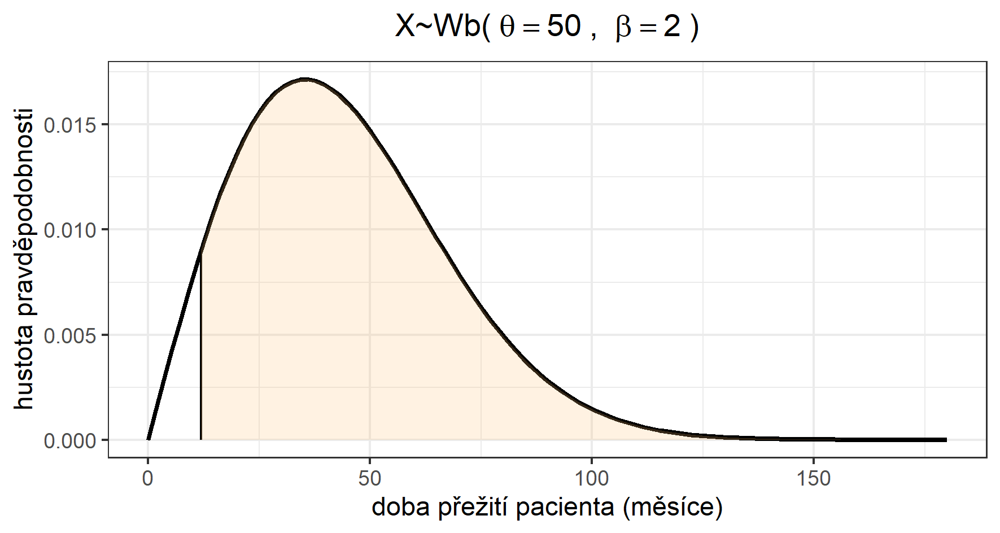 X~Wb( θ = 50 , β = 2 )
hustota pravděpodobnosti
0.015
0.010
0.005
0.000
0 50 100 150
doba přežití pacienta (měsíce)